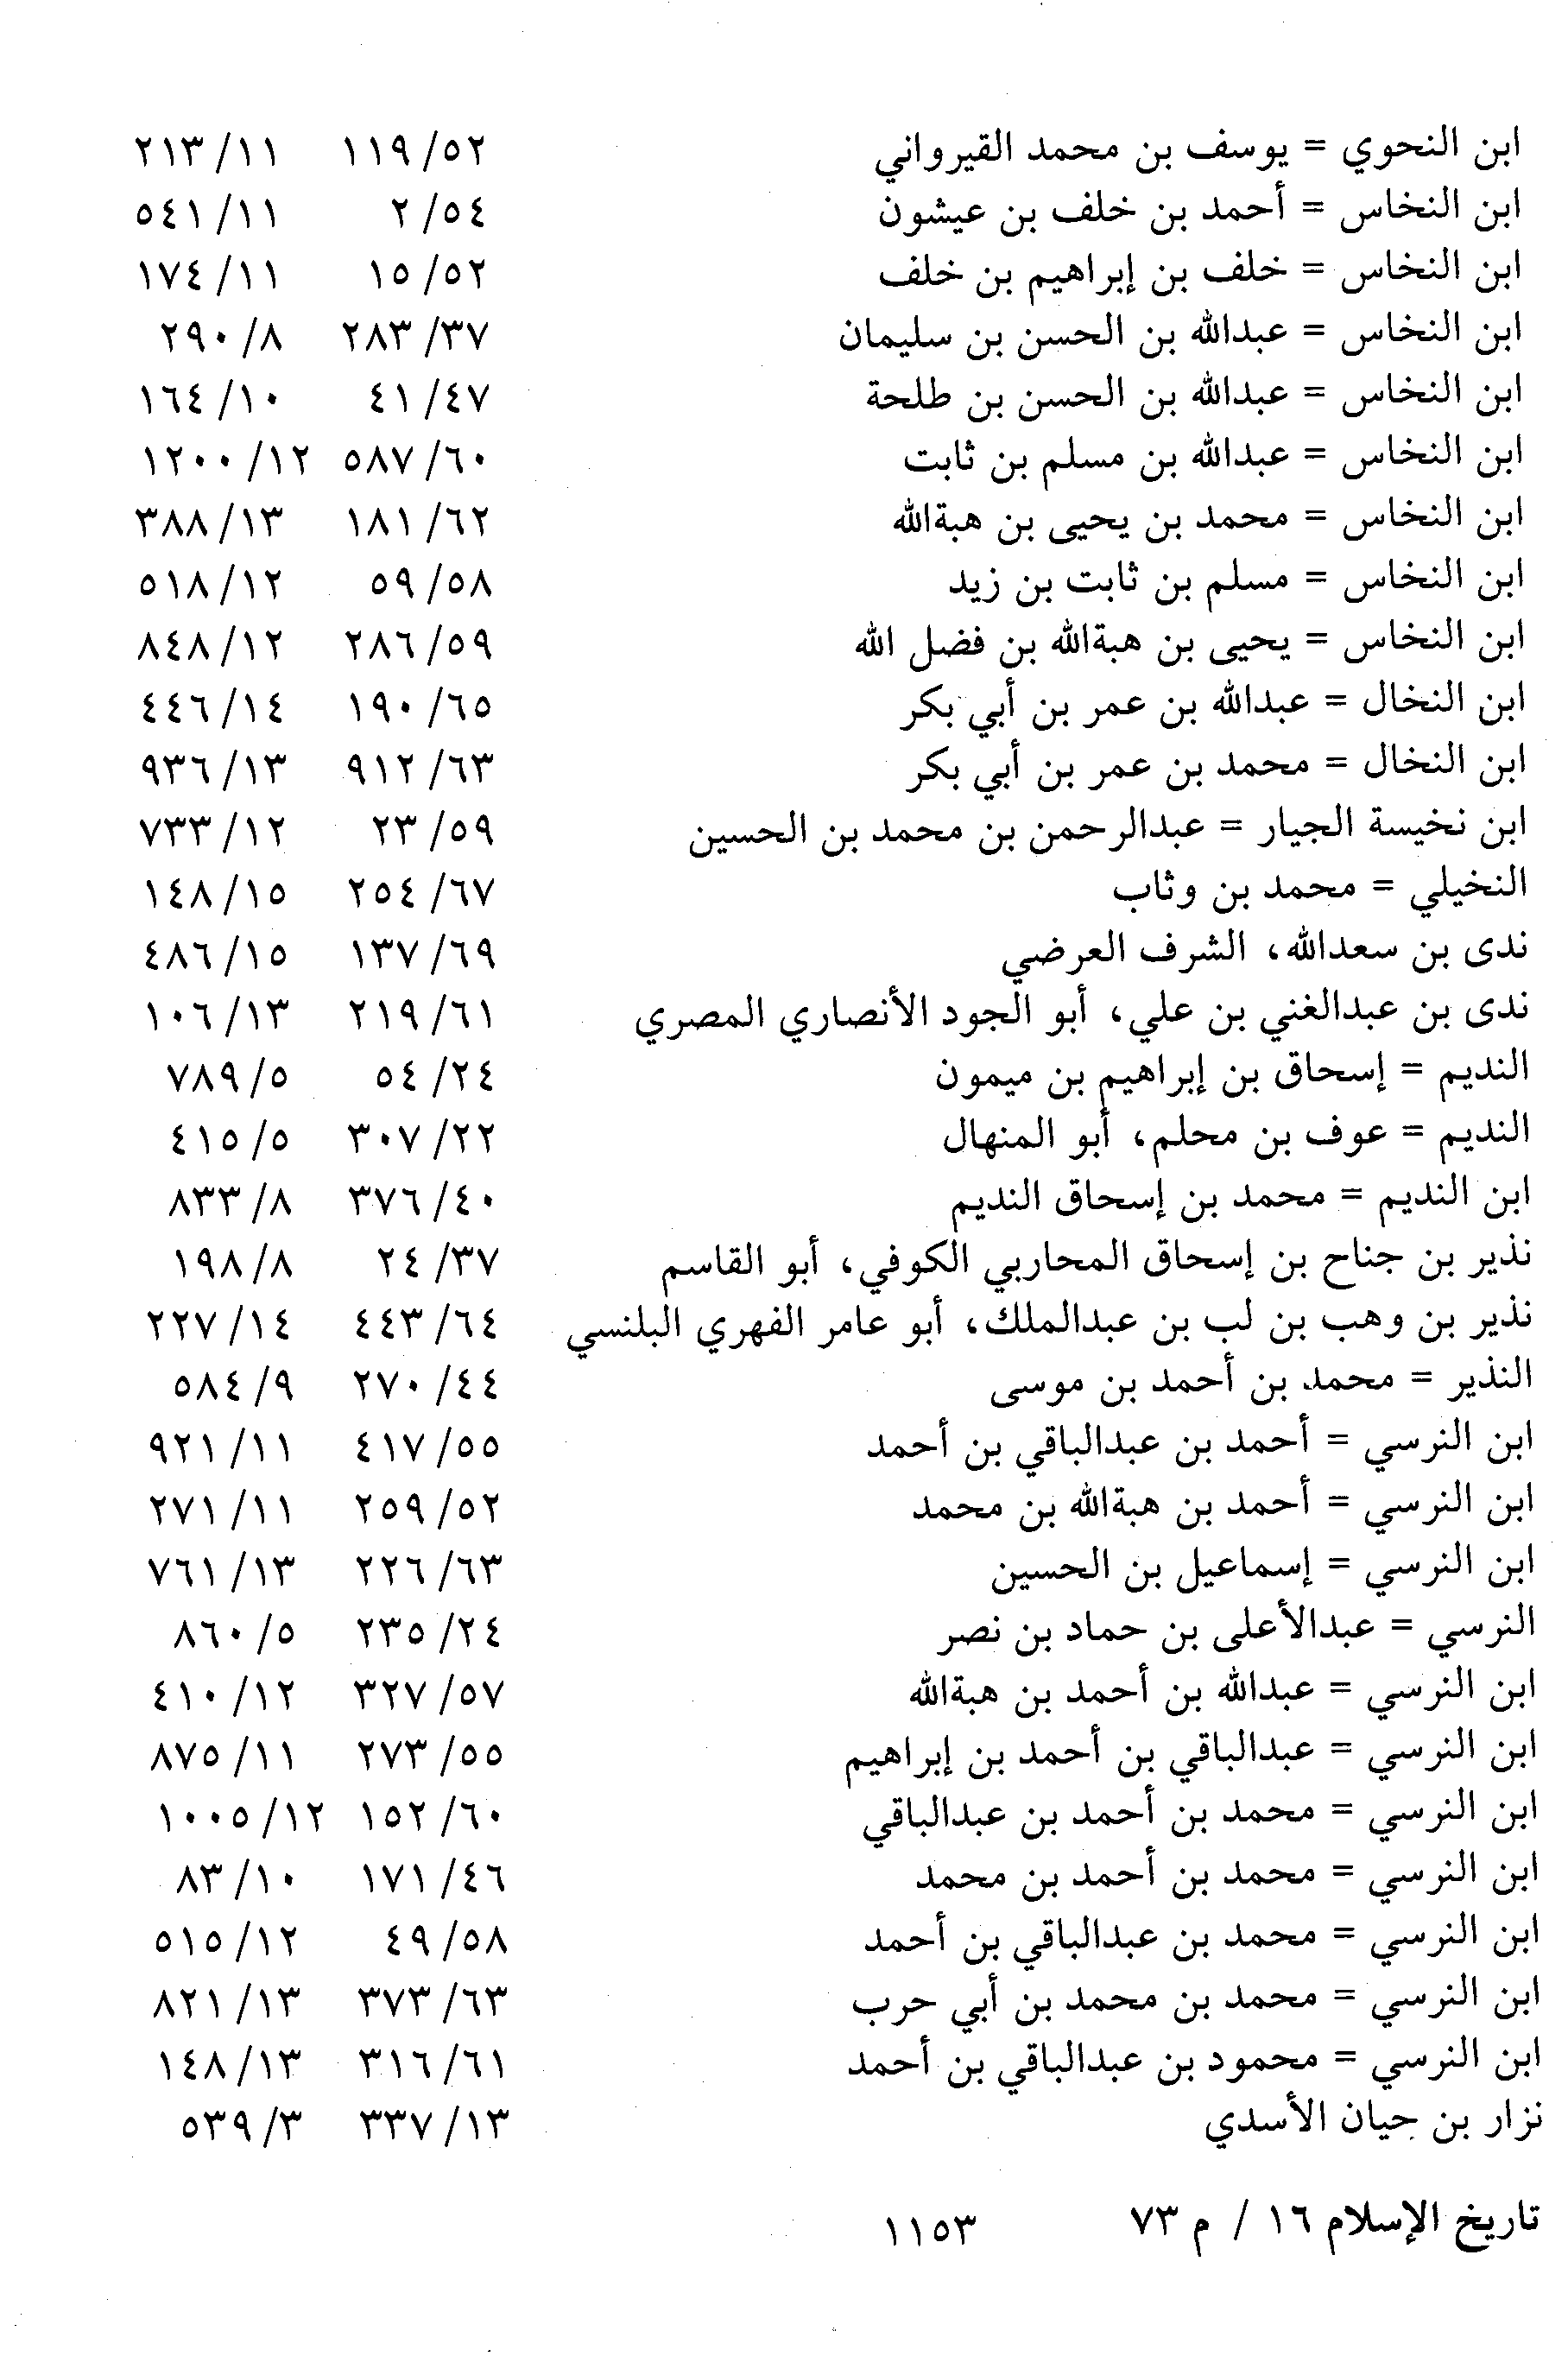 ابن النحوي = يوسف بن محمد القيرواني ٥٢/ ١١٩ ١١/ ٢١٣
ابن النخاس = أحمد بن خلف بن عيشون ٥٤/ ٢ ١١/ ٥٤١
ابن النخاس = خلف بن إبراهيم بن خلف ٥٢/ ١٥ ١١/ ١٧٤
ابن النخاس = عبدالله بن الحسن بن سليمان ٣٧/ ٢٨٣ ٨/ ٢٩٠
ابن النخاس = عبدالله بن الحسن بن طلحة ٤٧/ ٤١ ١٠/ ١٦٤
ابن النخاس = عبدالله بن مسلم بن ثابت ٦٠/ ٥٨٧ ١٢/ ١٢٠٠
ابن النخاس = محمد بن يحيى بن هبةالله ٦٢/ ١٨١ ١٣/ ٣٨٨
ابن النخاس = مسلم بن ثابت بن زيد ٥٨/ ٥٩ ١٢/ ٥١٨
ابن النخاس = يحيى بن هبةالله بن فضل الله ٥٩/ ٢٨٦ ١٢/ ٨٤٨
ابن النخال = عبدالله بن عمر بن أبي بكر ٦٥/ ١٩٠ ١٤/ ٤٤٦
ابن النخال = محمد بن عمر بن أبي بكر ٦٣/ ٩١٢ ١٣/ ٩٣٦
ابن نخيسة الجيار = عبدالرحمن بن محمد بن الحسين ٥٩/ ٢٣ ١٢/ ٧٣٣
النخيلي = محمد بن وثاب ٦٧/ ٢٥٤ ١٥/ ١٤٨
ندى بن سعدالله، الشرف العرضي ٦٩/ ١٣٧ ١٥/ ٤٨٦
ندى بن عبدالغني بن علي، أبو الجود الأنصاري المصري ٦١/ ٢١٩ ١٣/ ١٠٦
النديم = إسحاق بن إبراهيم بن ميمون ٢٤/ ٥٤ ٥/ ٧٨٩
النديم = عوف بن محلم، أبو المنهال ٢٢/ ٣٠٧ ٥/ ٤١٥
ابن النديم = محمد بن إسحاق النديم ٤٠/ ٣٧٦ ٨/ ٨٣٣
نذير بن جناح بن إسحاق المحاربي الكوفي، أبو القاسم ٣٧/ ٢٤ ٨/ ١٩٨
نذير بن وهب بن لب بن عبدالملك، أبو عامر الفهري البلنسي ٦٤/ ٤٤٣ ١٤/ ٢٢٧
النذير = محمد بن أحمد بن موسى ٤٤/ ٢٧٠ ٩/ ٥٨٤
ابن النرسي = أحمد بن عبدالباقي بن أحمد ٥٥/ ٤١٧ ١١/ ٩٢١
ابن النرسي = أحمد بن هبةالله بن محمد ٥٢/ ٢٥٩ ١١/ ٢٧١
ابن النرسي = إسماعيل بن الحسين ٦٣/ ٢٢٦ ١٣/ ٧٦١
النرسي = عبدالأعلى بن حماد بن نصر ٢٤/ ٢٣٥ ٥/ ٨٦٠
ابن النرسي = عبدالله بن أحمد بن هبةالله ٥٧/ ٣٢٧ ١٢/ ٤١٠
ابن النرسي = عبدالباقي بن أحمد بن إبراهيم ٥٥/ ٢٧٣ ١١/ ٨٧٥
ابن النرسي = محمد بن أحمد بن عبدالباقي ٦٠/ ١٥٢ ١٢/ ١٠٠٥
ابن النرسي = محمد بن أحمد بن محمد ٤٦/ ١٧١ ١٠/ ٨٣
ابن النرسي = محمد بن عبدالباقي بن أحمد ٥٨/ ٤٩ ١٢/ ٥١٥
ابن النرسي = محمد بن محمد بن أبي حرب ٦٣/ ٣٧٣ ١٣/ ٨٢١
ابن النرسي = محمود بن عبدالباقي بن أحمد ٦١/ ٣١٦ ١٣/ ١٤٨
نزار بن حيان الأسدي ١٣/ ٣٣٧ ٣/ ٥٣٩
تاريخ الإسلام ١٦ / م ٧٣ ١١٥٣